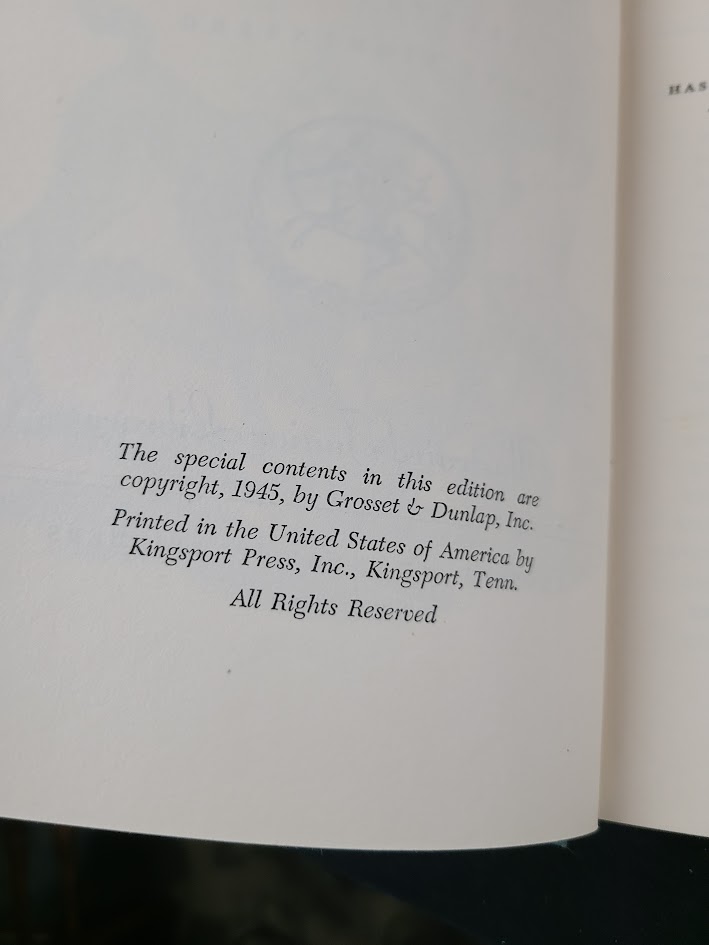 HAS
The special contents in this edition are
copyright, 1945, by Grosset & Dunlap, Inc.
Printed in the United States of America by
Kingsport Press, Inc., Kingsport, Tenn.
All Rights Reserved